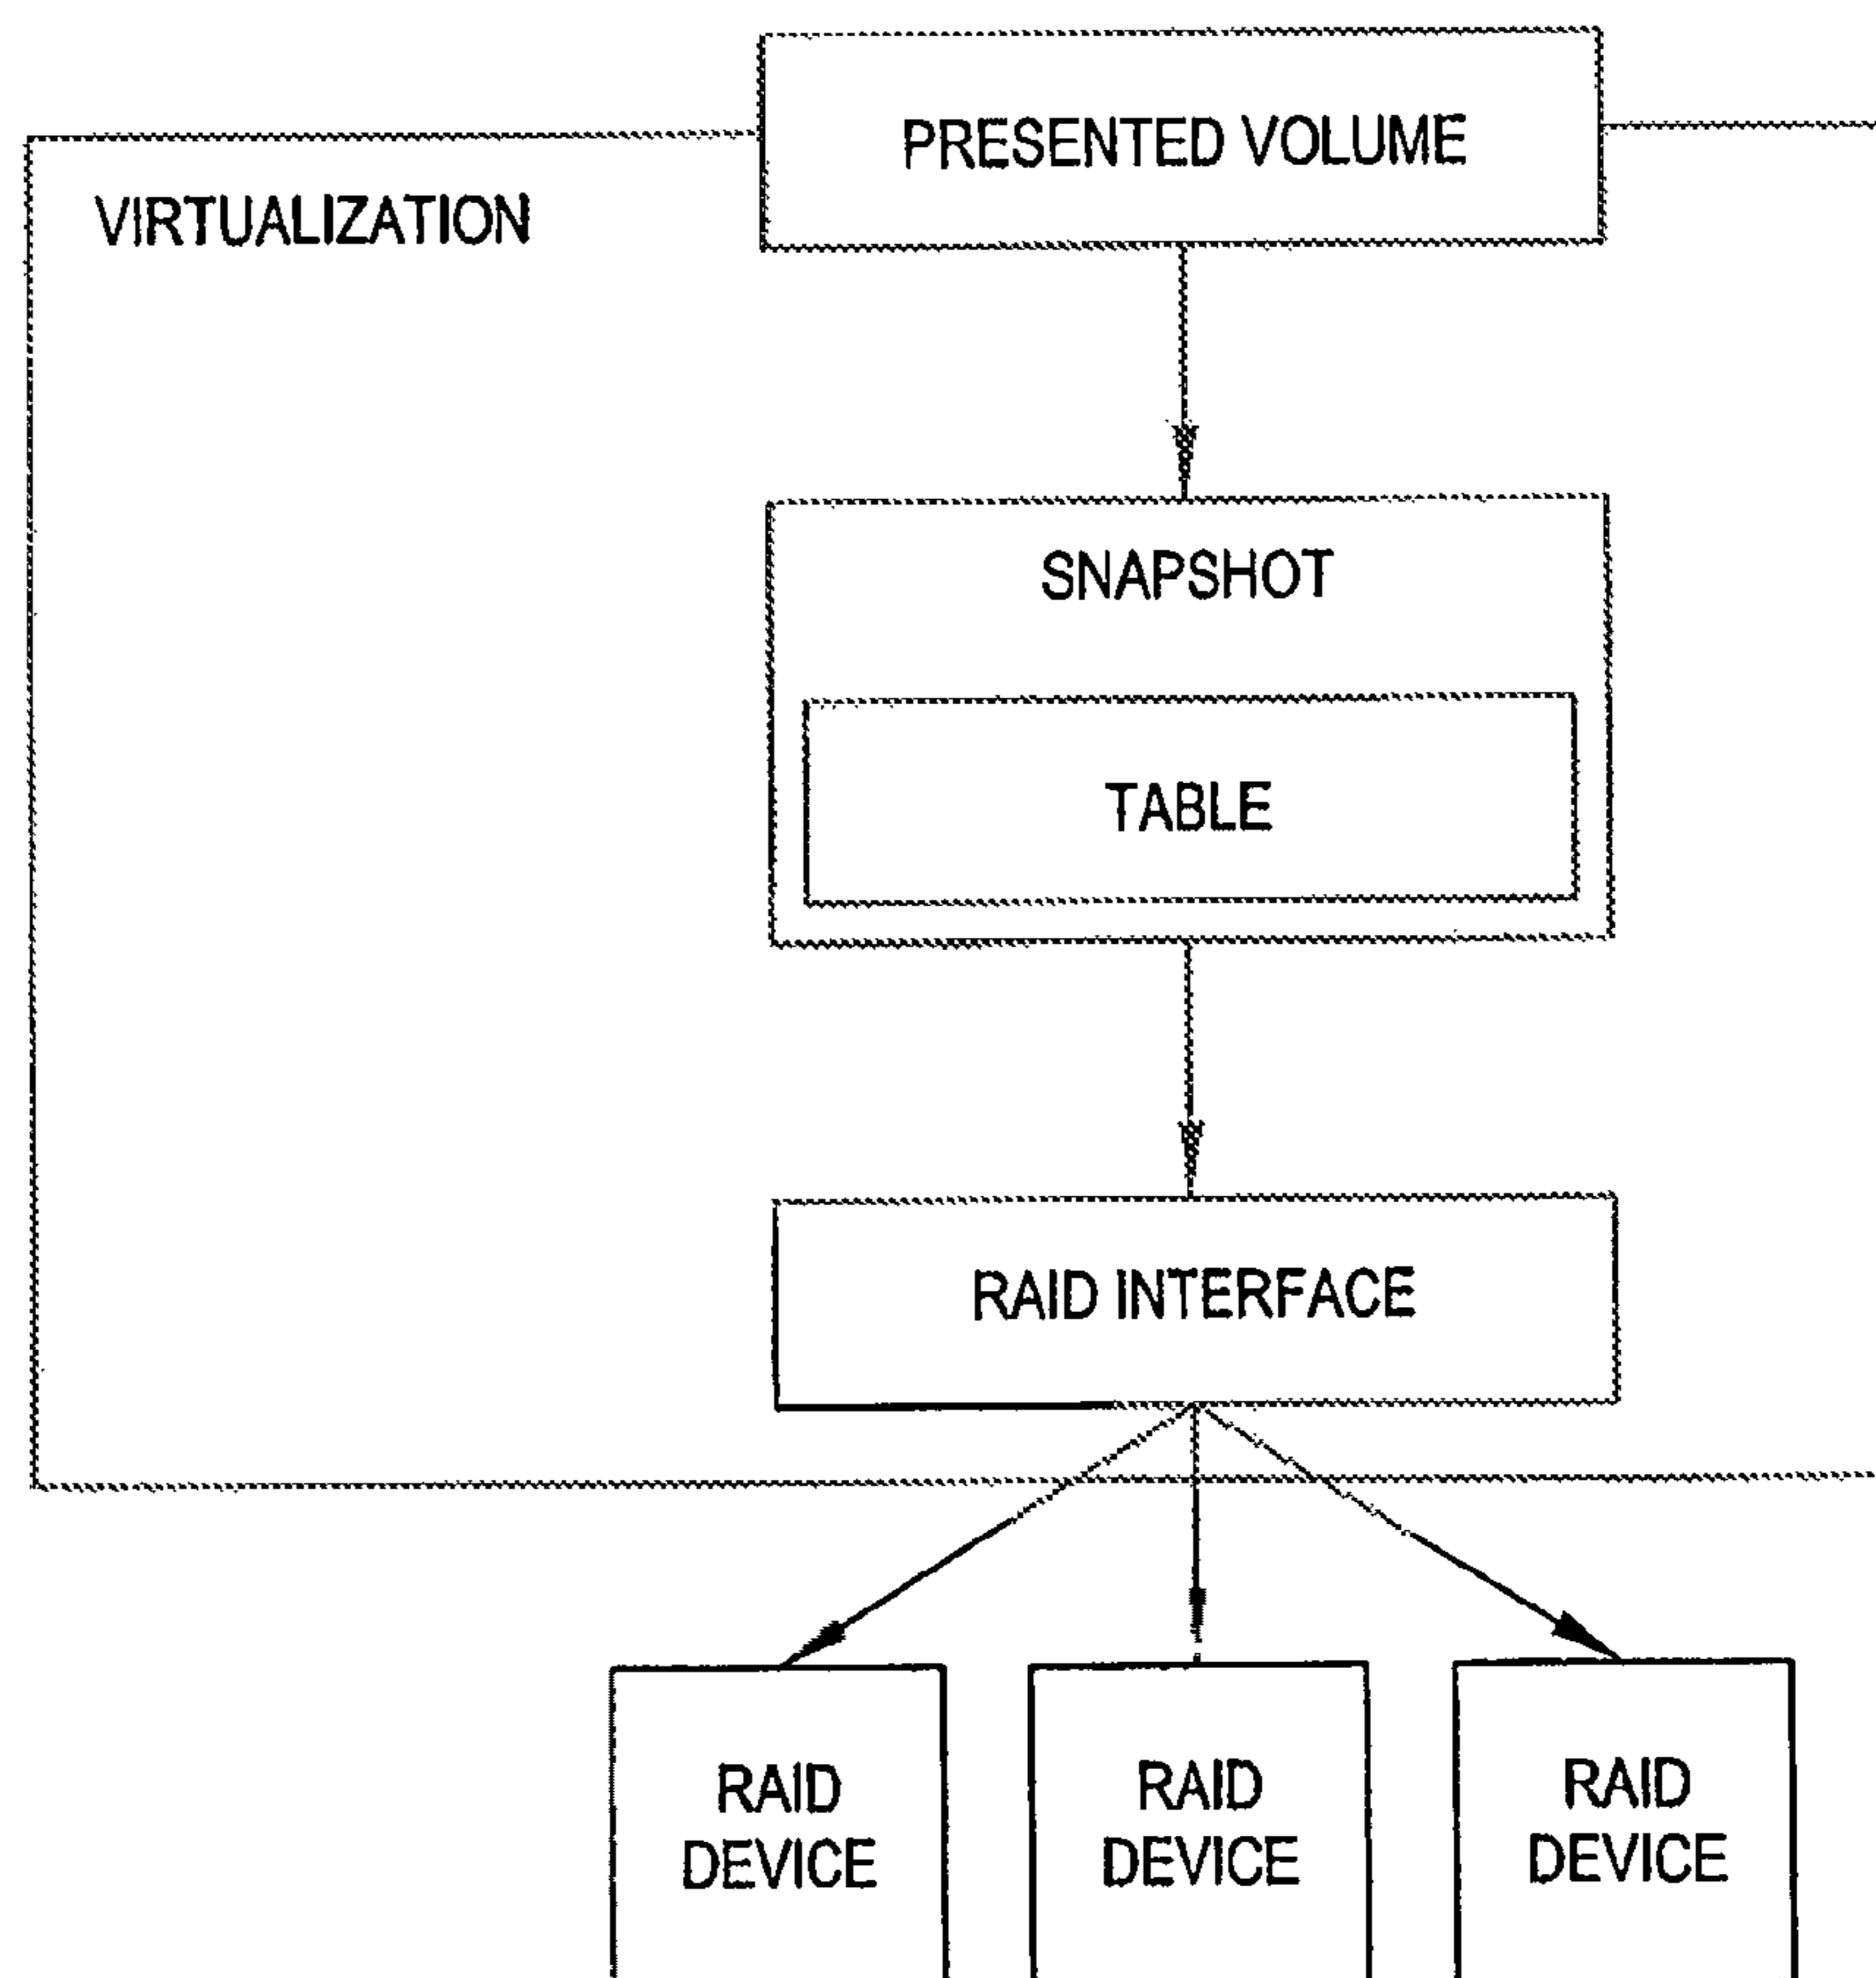 PRESENTED VOLUME
VIRTUALIZATION
SNAPSHOT
TABLE
RAID INTERFACE
RAID
DEVICE
RAID
DEVICE
RAID
DEVICE